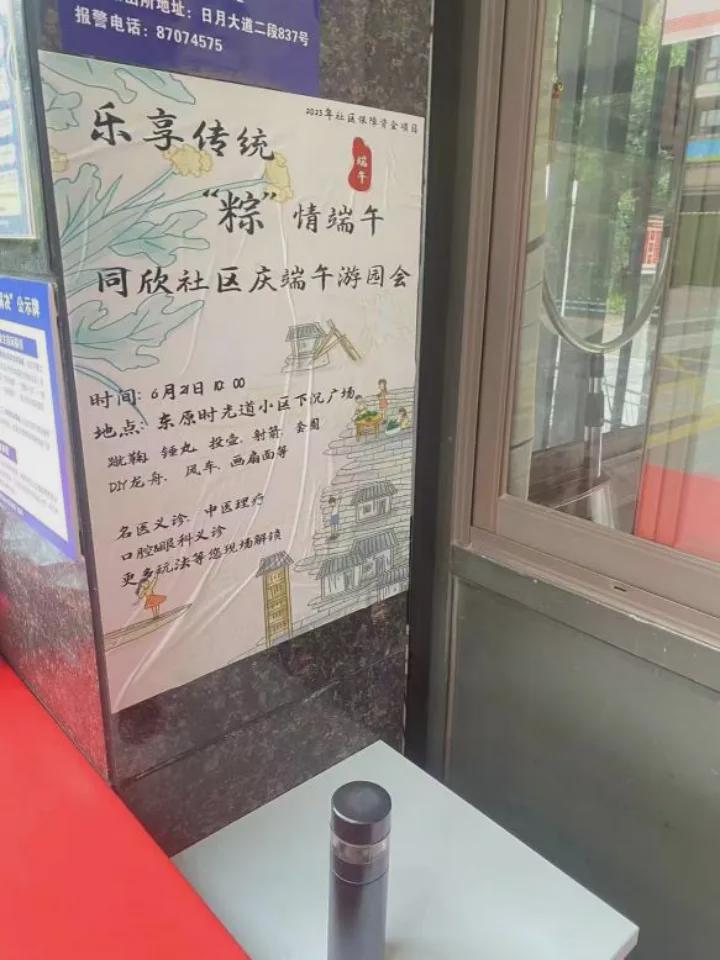 出所地址：日月大道二段837号
报警电话：87074575
2023年社区保障资金项目
乐享传统
端午
“粽”情端午
同欣社区庆端午游园会
时间：6月21日 10:00
地点：东原时光道小区下沉广场
蹴鞠、锤丸、投壶、射箭、套圈
DIY龙舟、风车、画扇面等
名医义诊、中医理疗
口腔&眼科义诊
更多玩法等您现场解锁
公示牌